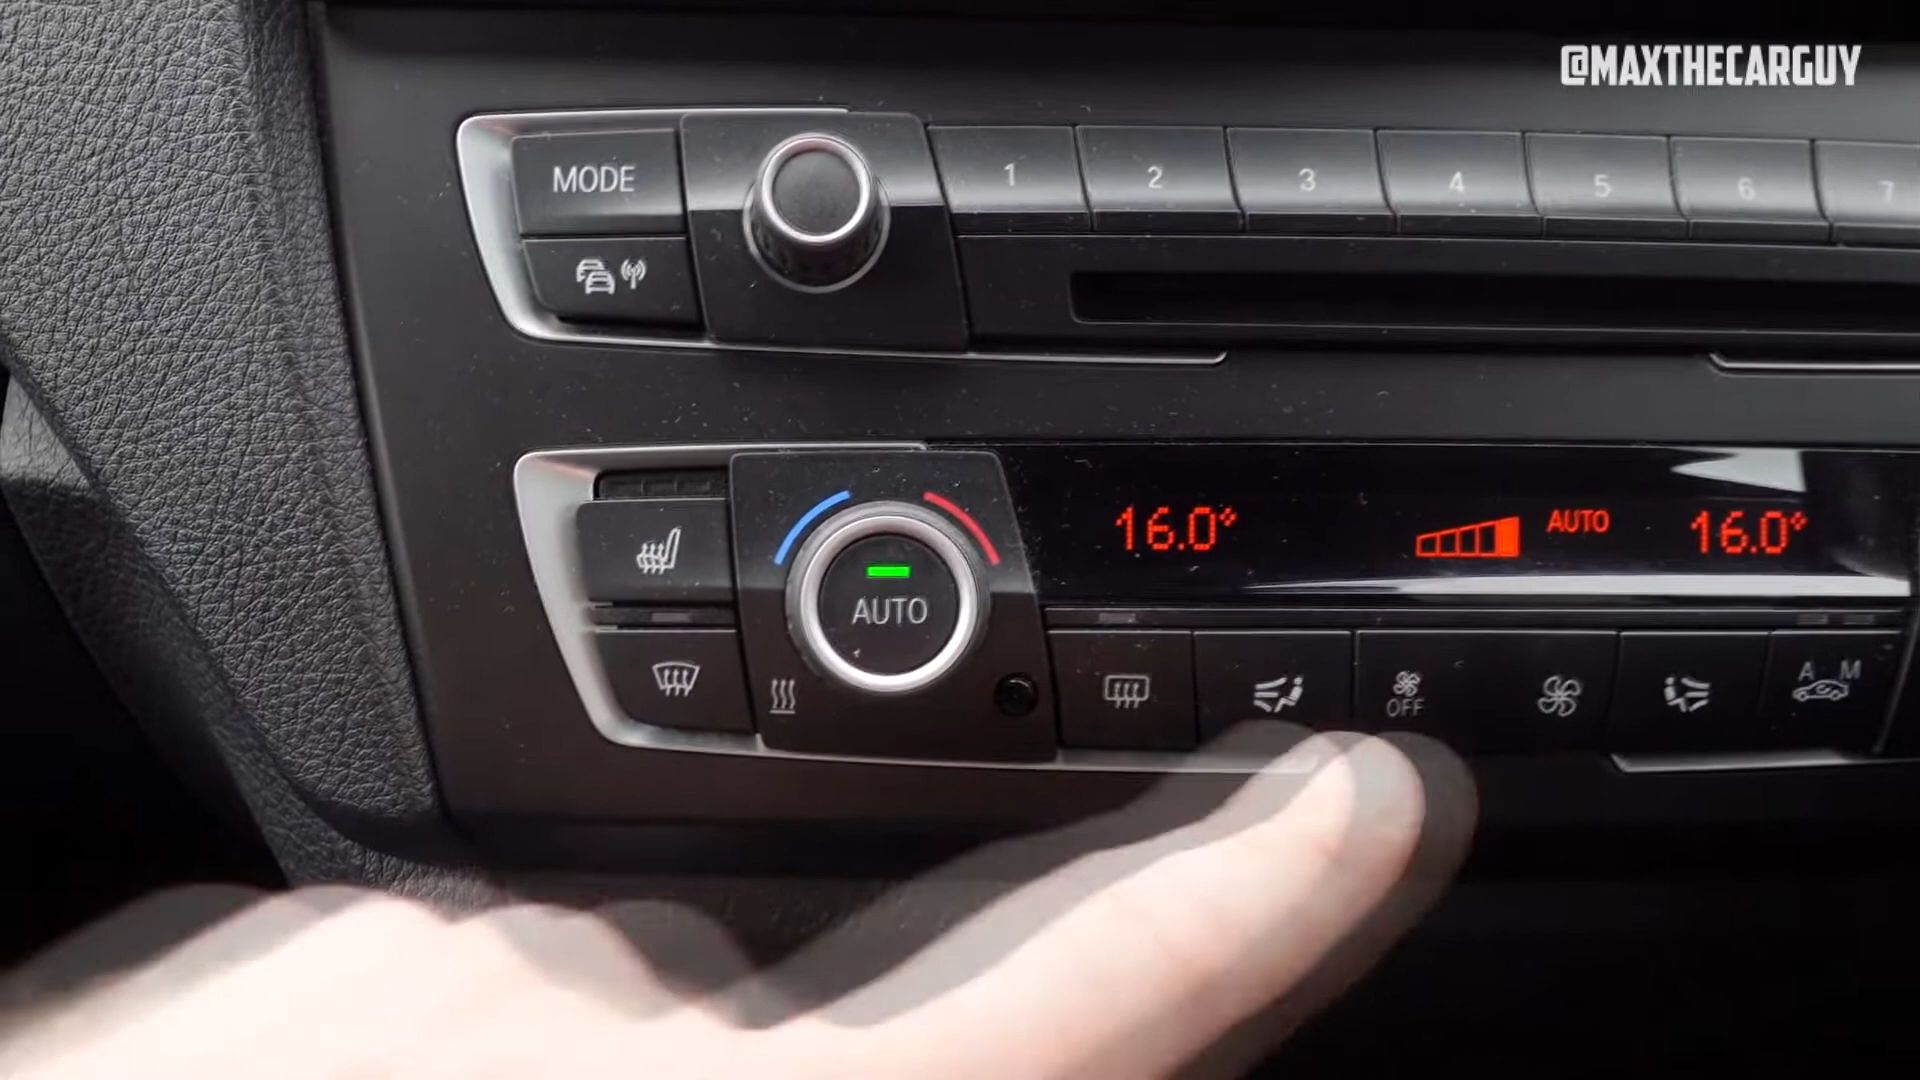 @MAXTHECARGUY
MODE
1 2 3 4 5 6 7
16.0° AUTO 16.0°
AUTO
OFF
A M